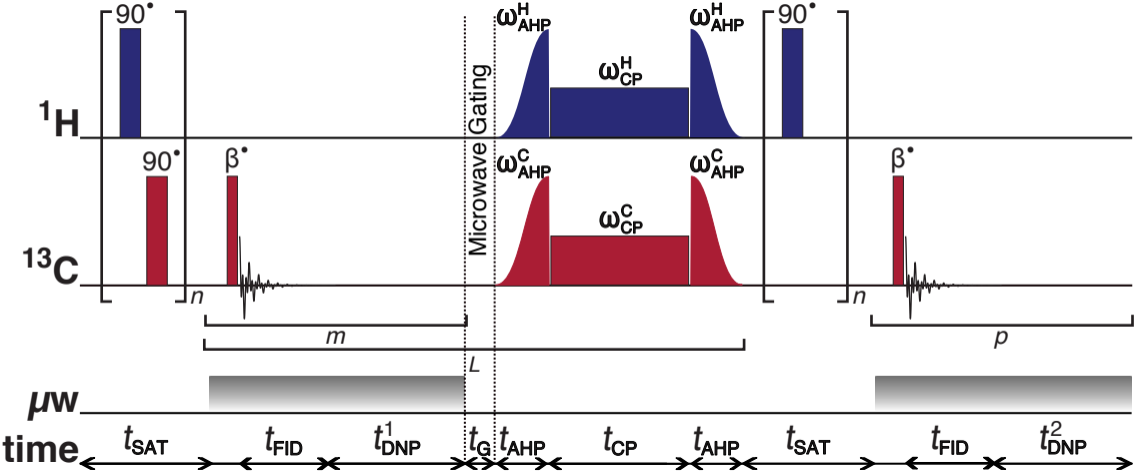 90° 90°
ω^H_AHP ω^H_CP ω^H_AHP
¹H
Microwave Gating
90° β° β°
ω^C_AHP ω^C_CP ω^C_AHP
¹³C
n n
m p
L
μw
time t_SAT t_FID t^1_DNP t_G t_AHP t_CP t_AHP t_SAT t_FID t^2_DNP